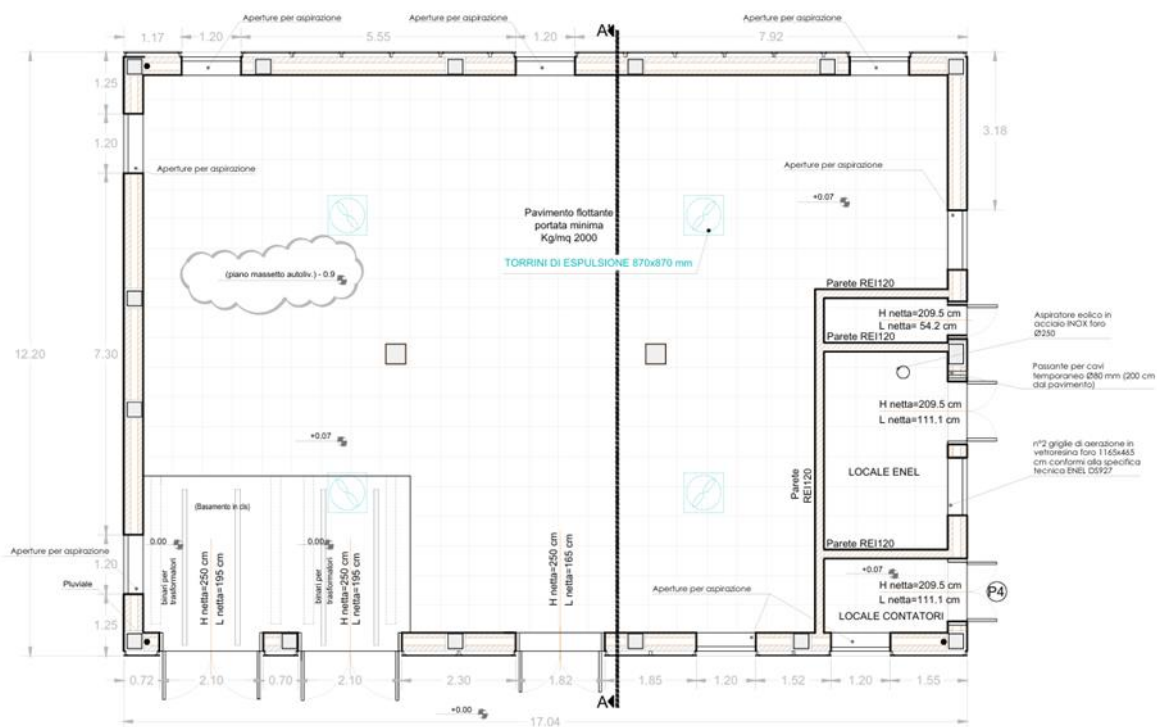 Aperture per aspirazione
Aperture per aspirazione
A
Aperture per aspirazione
1.17
1.20
5.55
1.20
7.92
1.25
1.20
3.18
Aperture per aspirazione
Aperture per aspirazione
+0.07
Pavimento flottante
portata minima
Kg/mq 2000
TORRINI DI ESPULSIONE 870x870 mm
(piano massetto autoliv.) - 0.9
Parete REI120
H netta=209.5 cm
L netta= 54.2 cm
Parete REI120
Aspiratore eolico in
acciaio INOX foro
Ø250
12.20
7.30
Passante per cavi
temporaneo Ø80 mm (200 cm
dal pavimento)
H netta=209.5 cm
L netta=111.1 cm
+0.07
n°2 griglie di aerazione in
vetroresina foro 1165x465
cm conformi alla specifica
tecnica ENEL DS927
LOCALE ENEL
Parete
REI120
(Basamento in cls)
0.00
0.00
Parete REI120
Aperture per aspirazione
1.20
binari per
trasformatori
H netta=250 cm
L netta=195 cm
binari per
trasformatori
H netta=250 cm
L netta=195 cm
H netta=250 cm
L netta=165 cm
+0.07
Pluviale
Aperture per aspirazione
H netta=209.5 cm
L netta=111.1 cm
P4
LOCALE CONTATORI
1.25
0.72
2.10
0.70
2.10
2.30
1.82
1.85
1.20
1.52
1.20
1.55
A
+0.00
17.04